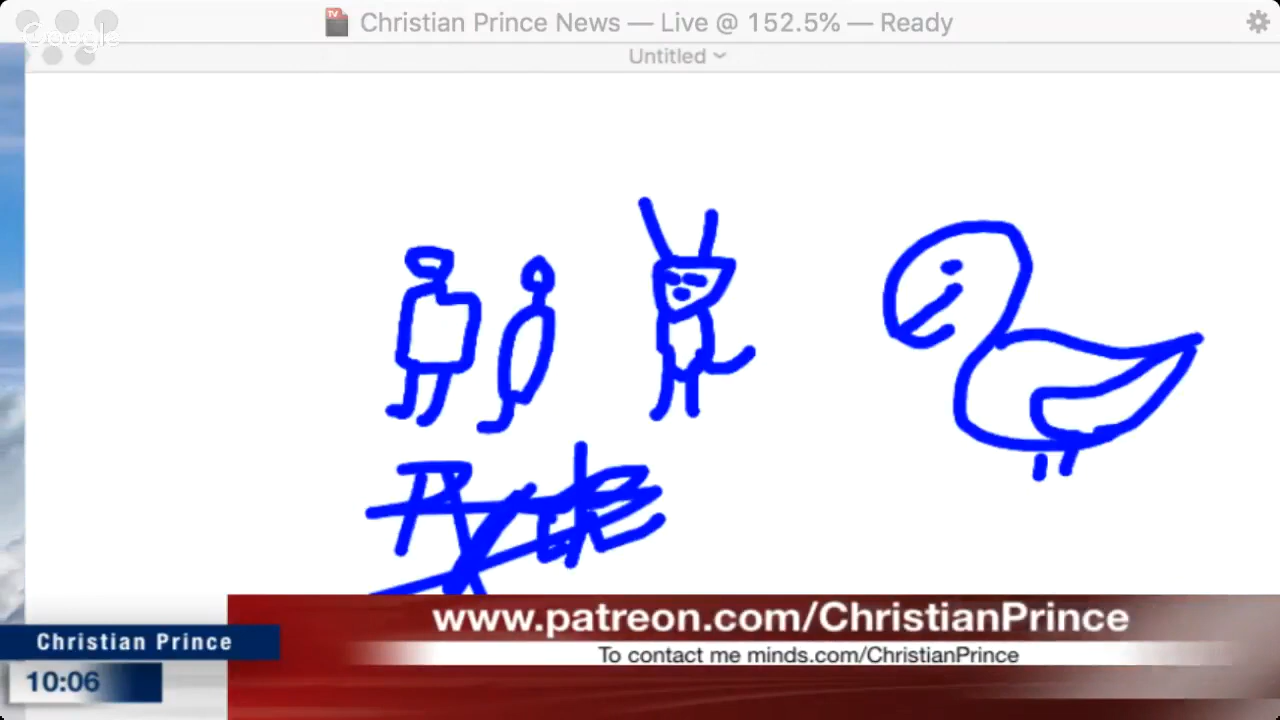 Google
Christian Prince News — Live @ 152.5% — Ready
Untitled
www.patreon.com/ChristianPrince
Christian Prince
To contact me minds.com/ChristianPrince
10:06